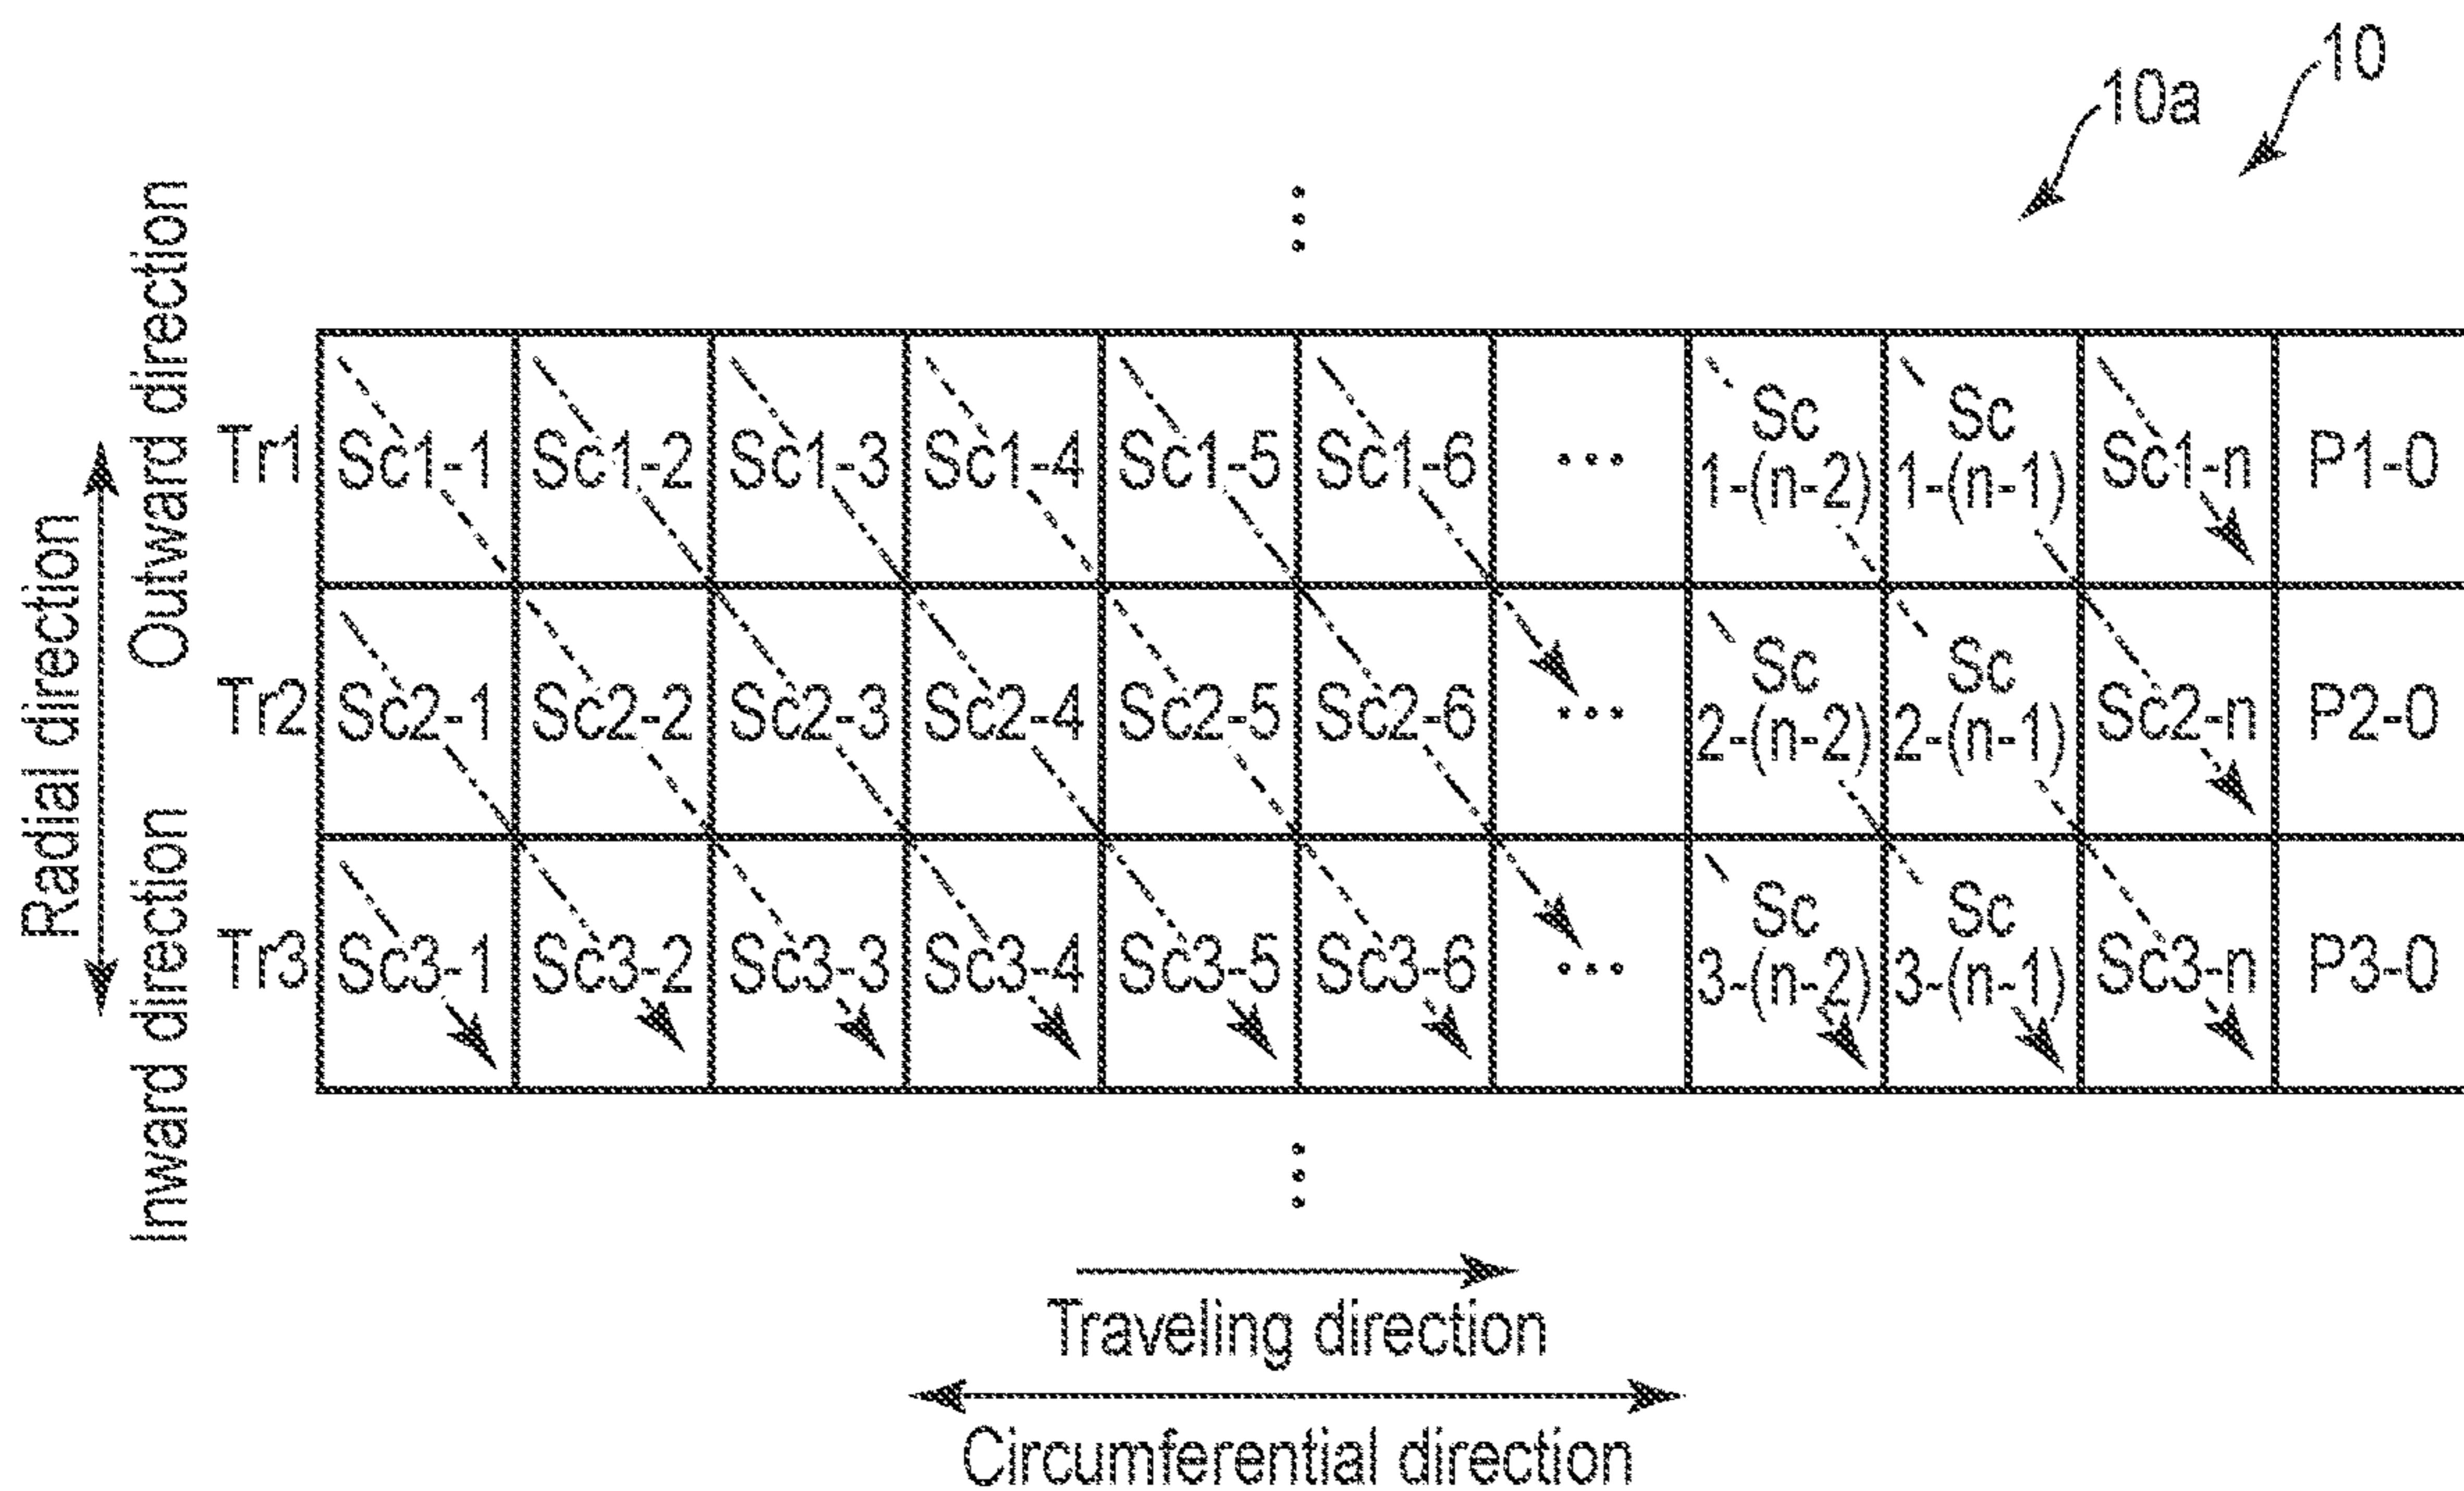 10
10a
Radial direction
Outward direction
Inward direction
Tr1 Sc1-1 Sc1-2 Sc1-3 Sc1-4 Sc1-5 Sc1-6 ... Sc 1-(n-2) Sc 1-(n-1) Sc1-n P1-0
Tr2 Sc2-1 Sc2-2 Sc2-3 Sc2-4 Sc2-5 Sc2-6 ... Sc 2-(n-2) Sc 2-(n-1) Sc2-n P2-0
Tr3 Sc3-1 Sc3-2 Sc3-3 Sc3-4 Sc3-5 Sc3-6 ... Sc 3-(n-2) Sc 3-(n-1) Sc3-n P3-0
Traveling direction
Circumferential direction